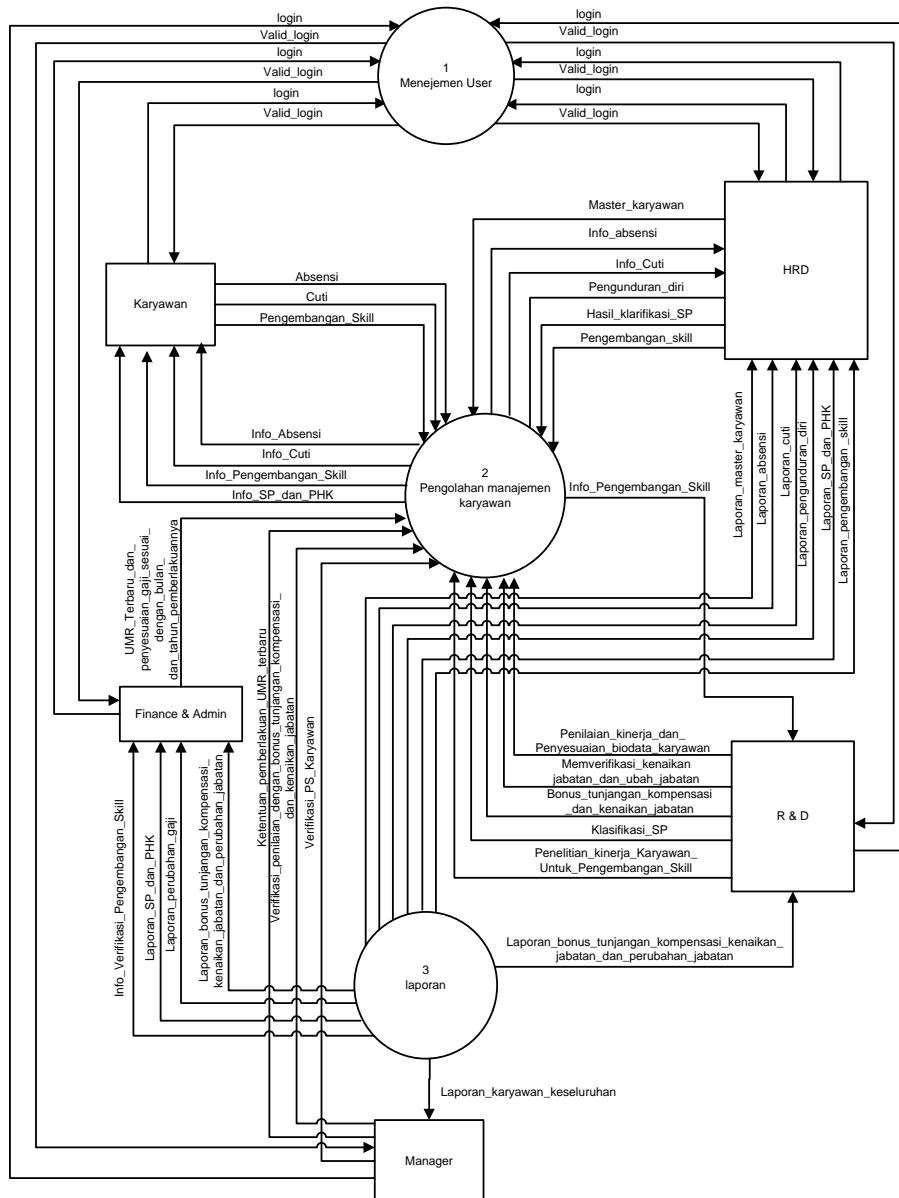 login
Valid_login
login
Valid_login
login
Valid_login
1
Menejemen User
login
Valid_login
login
Valid_login
login
Valid_login
Master_karyawan
Info_absensi
Info_Cuti
Pengunduran_diri
Hasil_klarifikasi_SP
Pengembangan_skill
HRD
Karyawan
Absensi
Cuti
Pengembangan_Skill
Info_Absensi
Info_Cuti
Info_Pengembangan_Skill
Info_SP_dan_PHK
2
Pengolahan manajemen
karyawan
Info_Pengembangan_Skill
Laporan_master_karyawan
Laporan_absensi
Laporan_cuti
Laporan_pengunduran_diri
Laporan_SP_dan_PHK
Laporan_pengembangan _skill
UMR_Terbaru_dan_
penyesuaian_gaji_sesuai_
dengan_bulan_
dan_tahun_pemberlakuannya
Ketentuan_pemberlakuan_UMR_terbaru
Verifikasi_penilaian_dengan_bonus_tunjangan_kompensasi_
dan_kenaikan_jabatan
Verifikasi_PS_Karyawan
Finance & Admin
Info_Verifikasi_Pengembangan_Skill
Laporan_SP_dan_PHK
Laporan_perubahan_gaji
Laporan_bonus_tunjangan_kompensasi_
kenaikan_jabatan_dan_perubahan_jabatan
Penilaian_kinerja_dan_
Penyesuaian_biodata_karyawan
Memverifikasi_kenaikan
jabatan_dan_ubah_jabatan
Bonus_tunjangan_kompensasi
_dan_kenaikan_jabatan
Klasifikasi_SP
Penelitian_kinerja_Karyawan_
Untuk_Pengembangan_Skill
R & D
3
laporan
Laporan_bonus_tunjangan_kompensasi_kenaikan_
jabatan_dan_perubahan_jabatan
Laporan_karyawan_keseluruhan
Manager